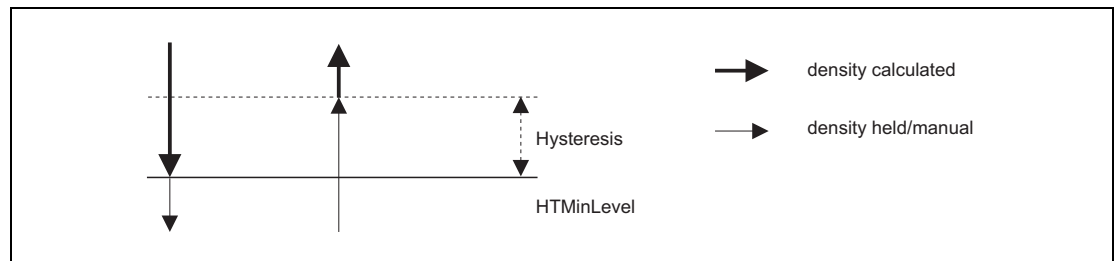 density calculated
density held/manual
Hysteresis
HTMinLevel